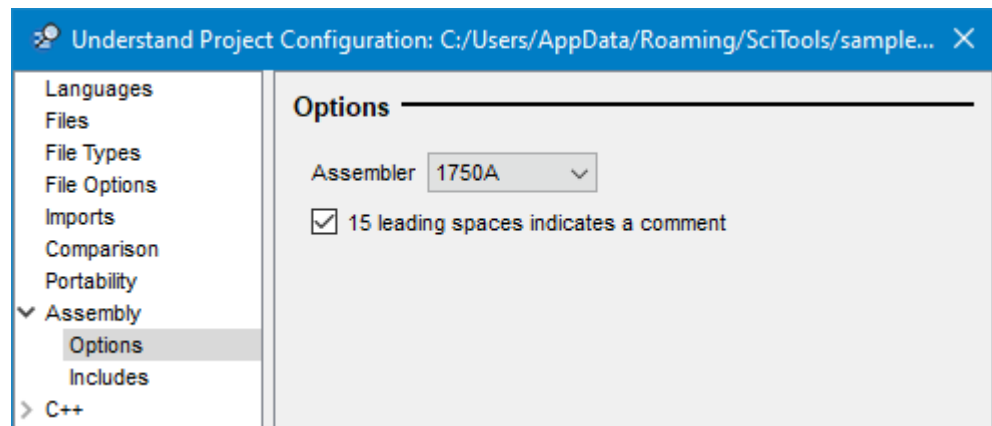 Understand Project Configuration: C:/Users/AppData/Roaming/SciTools/sample...
Languages
Files
File Types
File Options
Imports
Comparison
Portability
Assembly
Options
Includes
C++
Options
Assembler 1750A
15 leading spaces indicates a comment